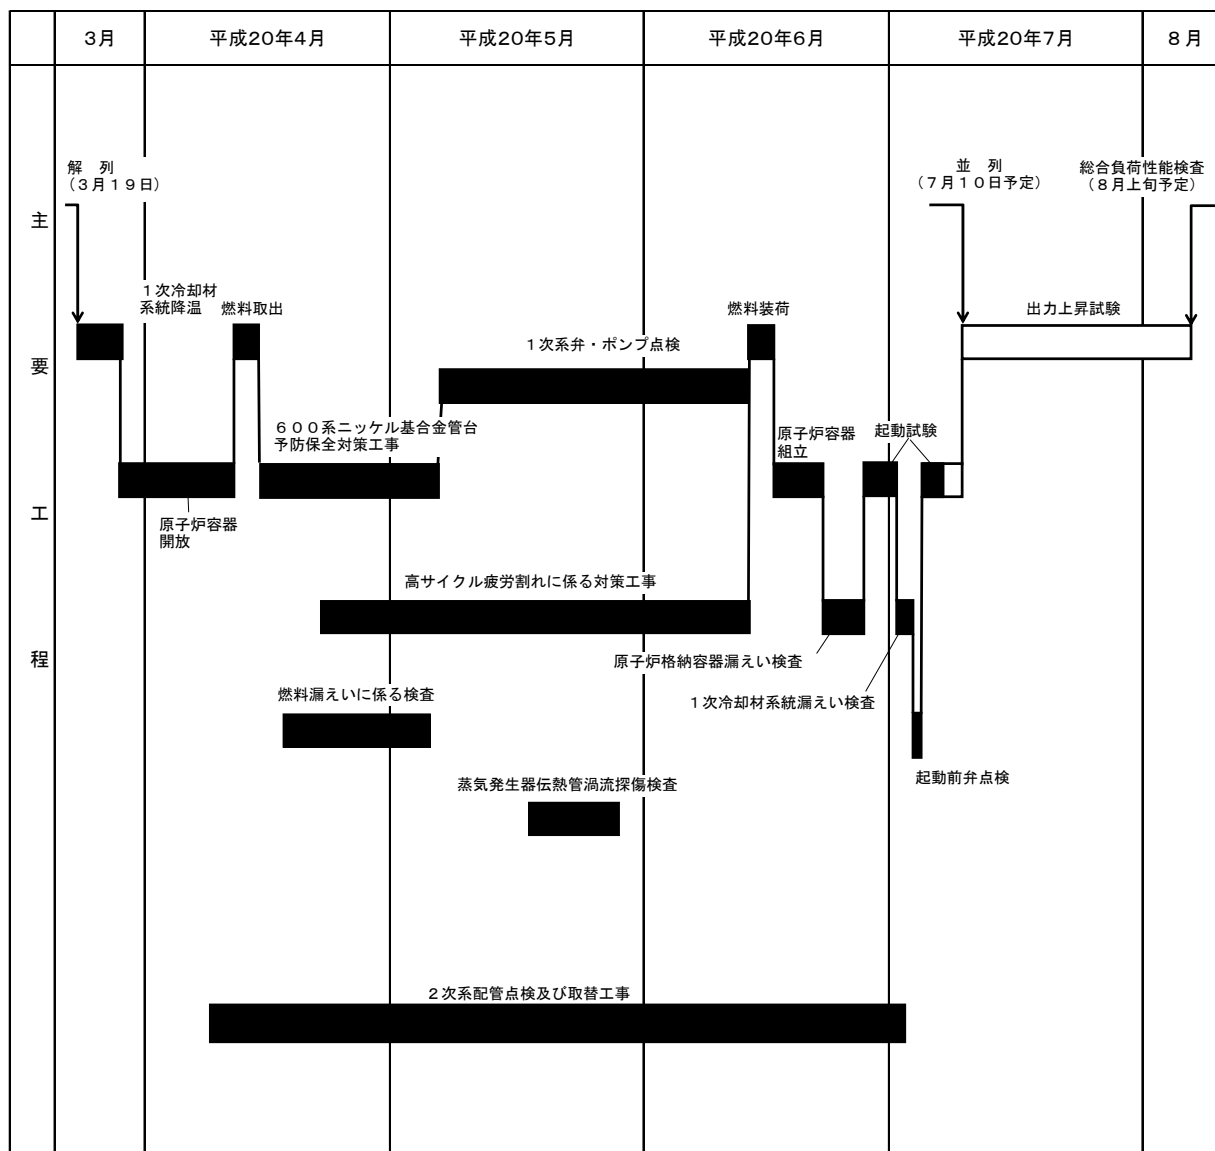 3月
平成20年4月
平成20年5月
平成20年6月
平成20年7月
8月
主
要
工
程
解 列
（3月19日）
並 列
（7月10日予定）
総合負荷性能検査
（8月上旬予定）
1次冷却材
系統降温
燃料取出
燃料装荷
出力上昇試験
1次系弁・ポンプ点検
600系ニッケル基合金管台
予防保全対策工事
原子炉容器
組立
起動試験
原子炉容器
開放
高サイクル疲労割れに係る対策工事
原子炉格納容器漏えい検査
燃料漏えいに係る検査
1次冷却材系統漏えい検査
起動前弁点検
蒸気発生器伝熱管渦流探傷検査
2次系配管点検及び取替工事